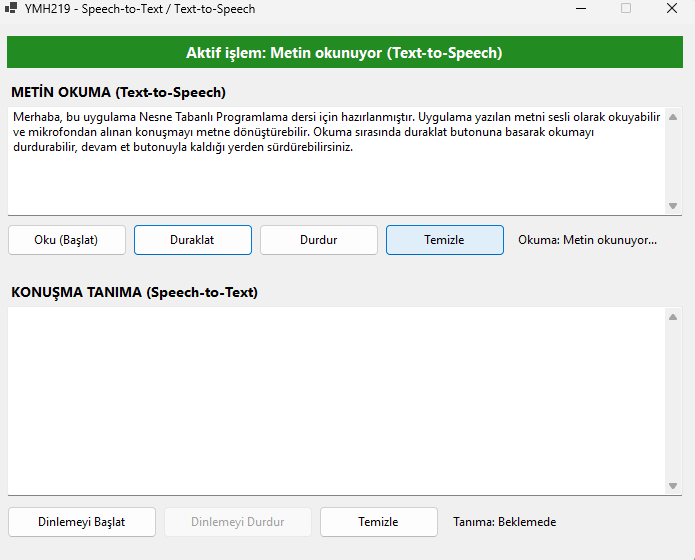 YMH219 - Speech-to-Text / Text-to-Speech
Aktif işlem: Metin okunuyor (Text-to-Speech)
METİN OKUMA (Text-to-Speech)
Merhaba, bu uygulama Nesne Tabanlı Programlama dersi için hazırlanmıştır. Uygulama yazılan metni sesli olarak okuyabilir
ve mikrofondan alınan konuşmayı metne dönüştürebilir. Okuma sırasında duraklat butonuna basarak okumayı
durdurabilir, devam et butonuyla kaldığı yerden sürdürebilirsiniz.
Oku (Başlat) Duraklat Durdur Temizle Okuma: Metin okunuyor...
KONUŞMA TANIMA (Speech-to-Text)
Dinlemeyi Başlat Dinlemeyi Durdur Temizle Tanıma: Beklemede